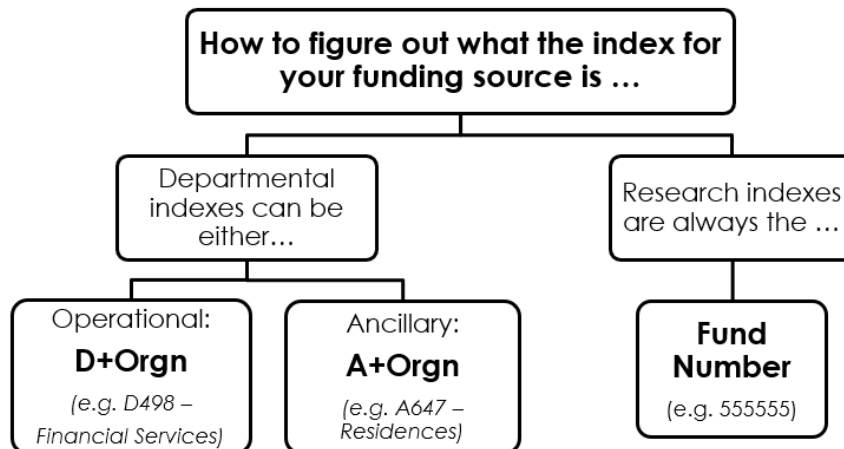 How to figure out what the index for
your funding source is …
Departmental
indexes can be
either…
Research indexes
are always the …
Operational:
D+Orgn
(e.g. D498 –
Financial Services)
Ancillary:
A+Orgn
(e.g. A647 –
Residences)
Fund
Number
(e.g. 555555)